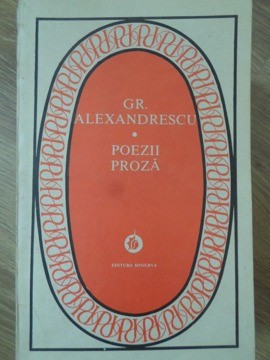 GR.
ALEXANDRESCU
POEZII
PROZĂ
EDITURA MINERVA